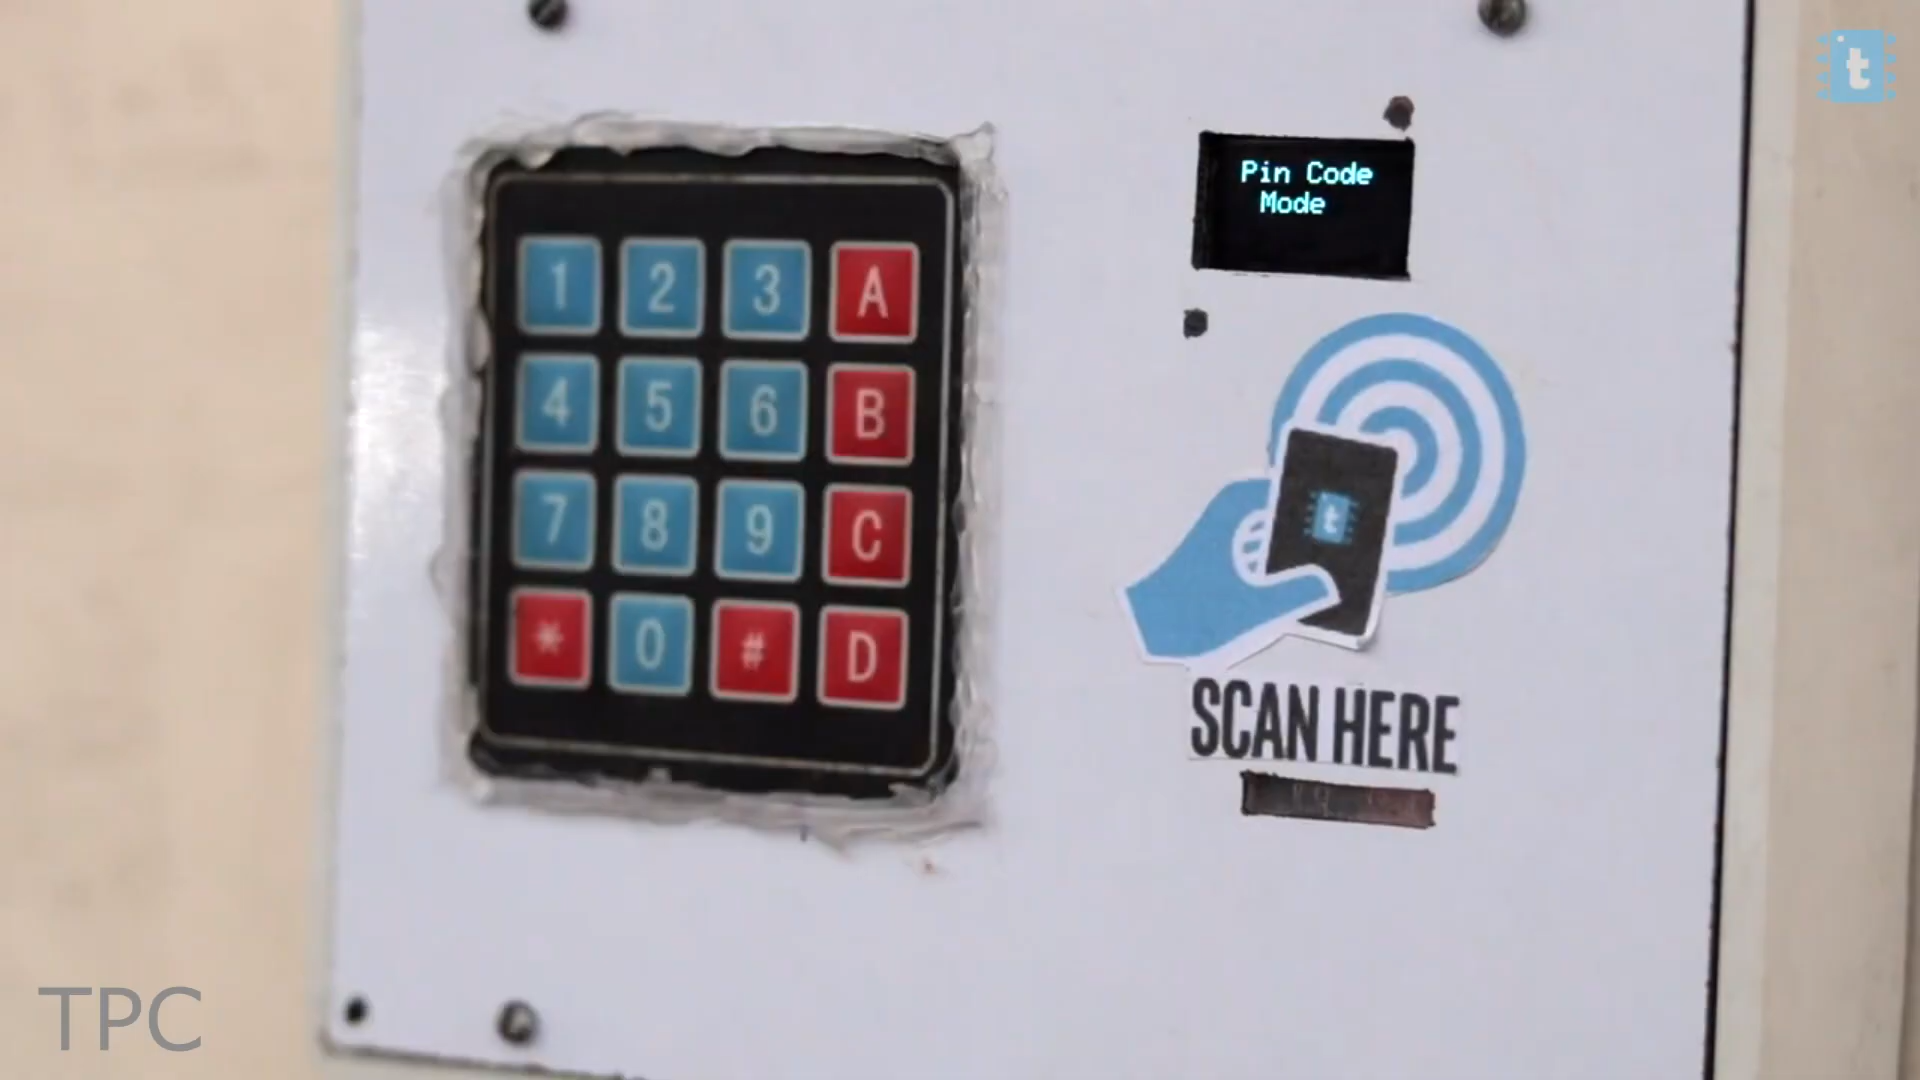 t
Pin Code
Mode
1 2 3 A
4 5 6 B
7 8 9 C
* 0 # D
t
SCAN HERE
TPC